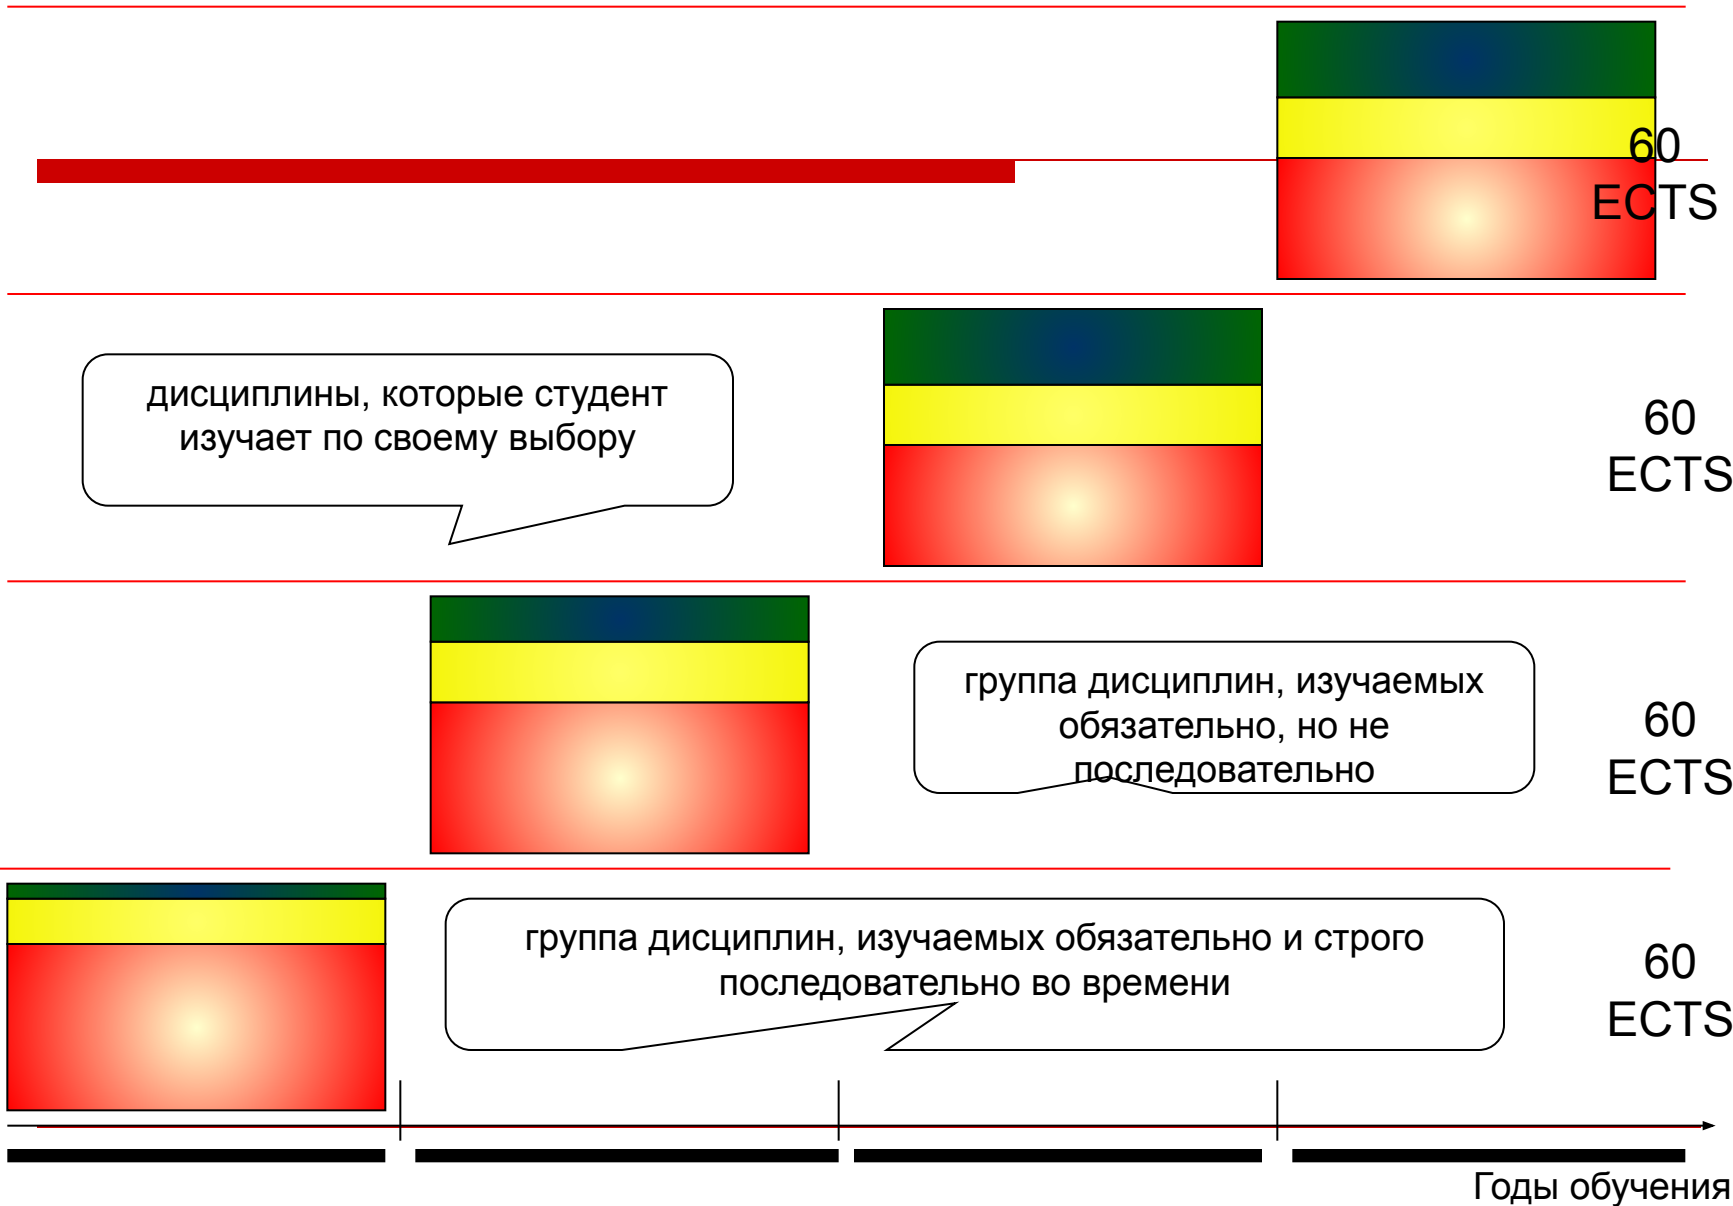 60
ECTS
дисциплины, которые студент
изучает по своему выбору
60
ECTS
группа дисциплин, изучаемых
обязательно, но не
последовательно
60
ECTS
группа дисциплин, изучаемых обязательно и строго
последовательно во времени
60
ECTS
Годы обучения